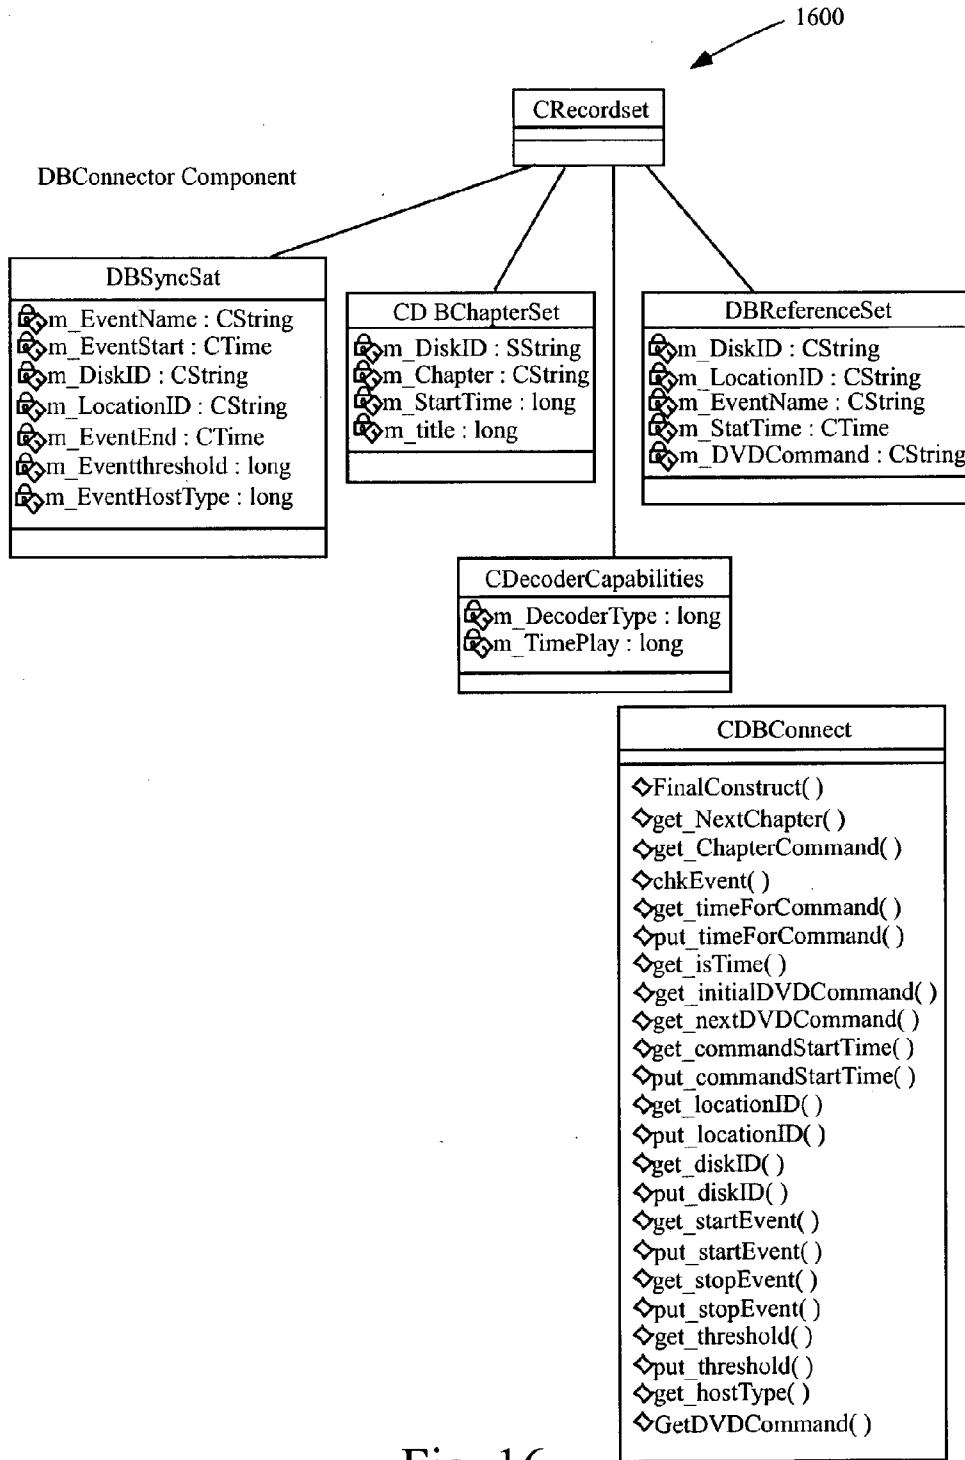 1600
CRecordset
DBConnector Component
DBSyncSat
m_EventName : CString
m_EventStart : CTime
m_DiskID : CString
m_LocationID : CString
m_EventEnd : CTime
m_Eventthreshold : long
m_EventHostType : long
CD BChapterSet
m_DiskID : SString
m_Chapter : CString
m_StartTime : long
m_title : long
DBReferenceSet
m_DiskID : CString
m_LocationID : CString
m_EventName : CString
m_StatTime : CTime
m_DVDCommand : CString
CDecoderCapabilities
m_DecoderType : long
m_TimePlay : long
CDBConnect
FinalConstruct( )
get_NextChapter( )
get_ChapterCommand( )
chkEvent( )
get_timeForCommand( )
put_timeForCommand( )
get_isTime( )
get_initialDVDCommand( )
get_nextDVDCommand( )
get_commandStartTime( )
put_commandStartTime( )
get_locationID( )
put_locationID( )
get_diskID( )
put_diskID( )
get_startEvent( )
put_startEvent( )
get_stopEvent( )
put_stopEvent( )
get_threshold( )
put_threshold( )
get_hostType( )
GetDVDCommand( )
Fig. 16